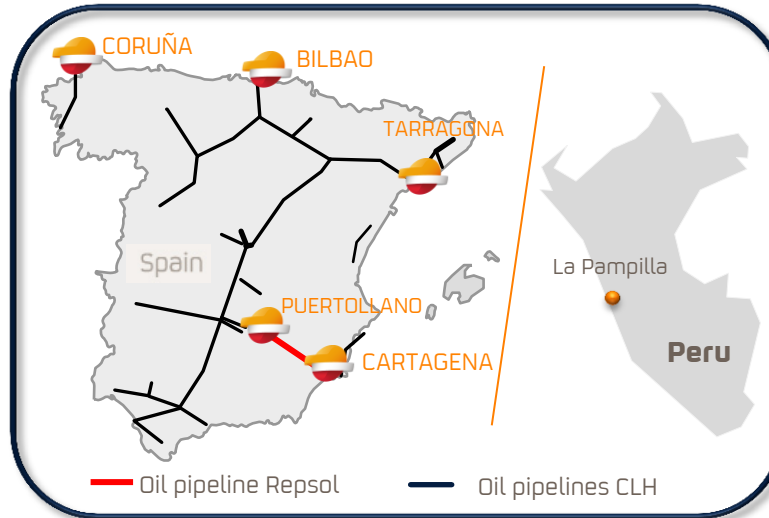 CORUÑA
BILBAO
TARRAGONA
Spain
La Pampilla
PUERTOLLANO
Peru
CARTAGENA
Oil pipeline Repsol
Oil pipelines CLH